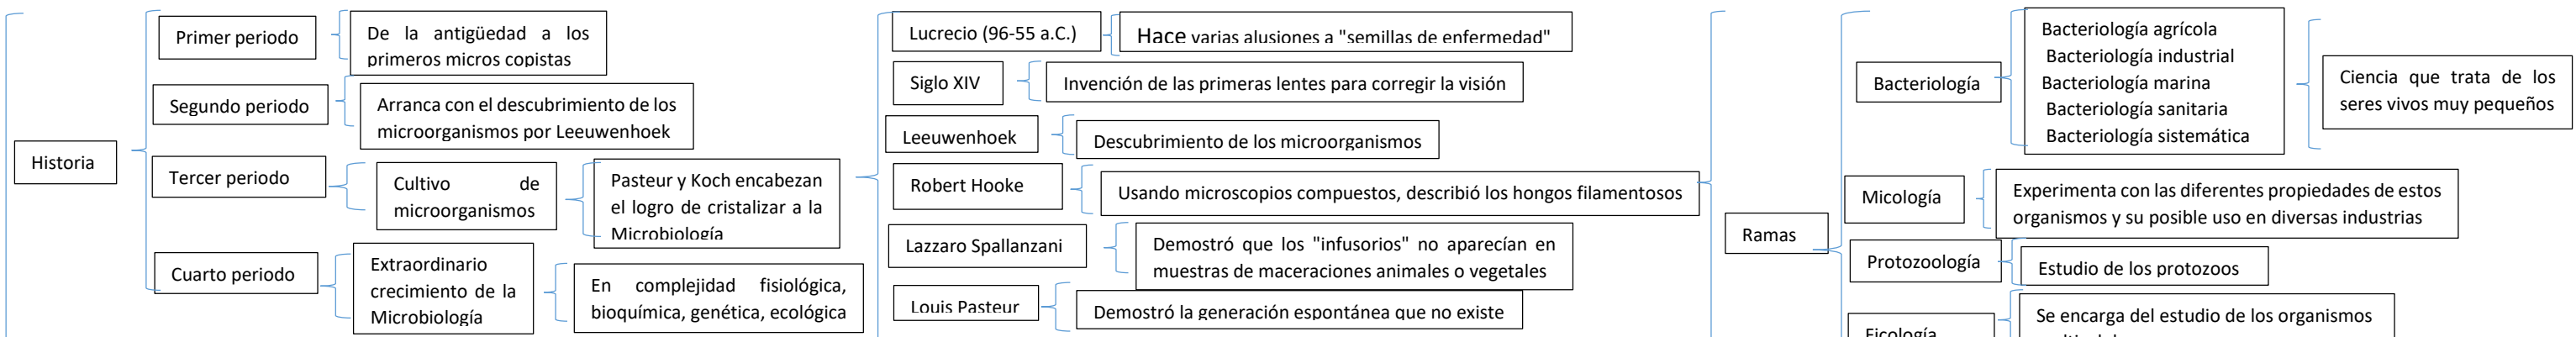 Historia
Primer periodo
De la antigüedad a los
primeros micros copistas
Segundo periodo
Arranca con el descubrimiento de los
microorganismos por Leeuwenhoek
Tercer periodo
Cultivo de
microorganismos
Pasteur y Koch encabezan
el logro de cristalizar a la
Microbiología
Cuarto periodo
Extraordinario
crecimiento de la
Microbiología
En complejidad fisiológica,
bioquímica, genética, ecológica
Lucrecio (96-55 a.C.)
Hace varias alusiones a "semillas de enfermedad"
Siglo XIV
Invención de las primeras lentes para corregir la visión
Leeuwenhoek
Descubrimiento de los microorganismos
Robert Hooke
Usando microscopios compuestos, describió los hongos filamentosos
Lazzaro Spallanzani
Demostró que los "infusorios" no aparecían en
muestras de maceraciones animales o vegetales
Louis Pasteur
Demostró la generación espontánea que no existe
Ramas
Bacteriología
Bacteriología agrícola
Bacteriología industrial
Bacteriología marina
Bacteriología sanitaria
Bacteriología sistemática
Ciencia que trata de los
seres vivos muy pequeños
Micología
Experimenta con las diferentes propiedades de estos
organismos y su posible uso en diversas industrias
Protozoología
Estudio de los protozoos
Ficología
Se encarga del estudio de los organismos